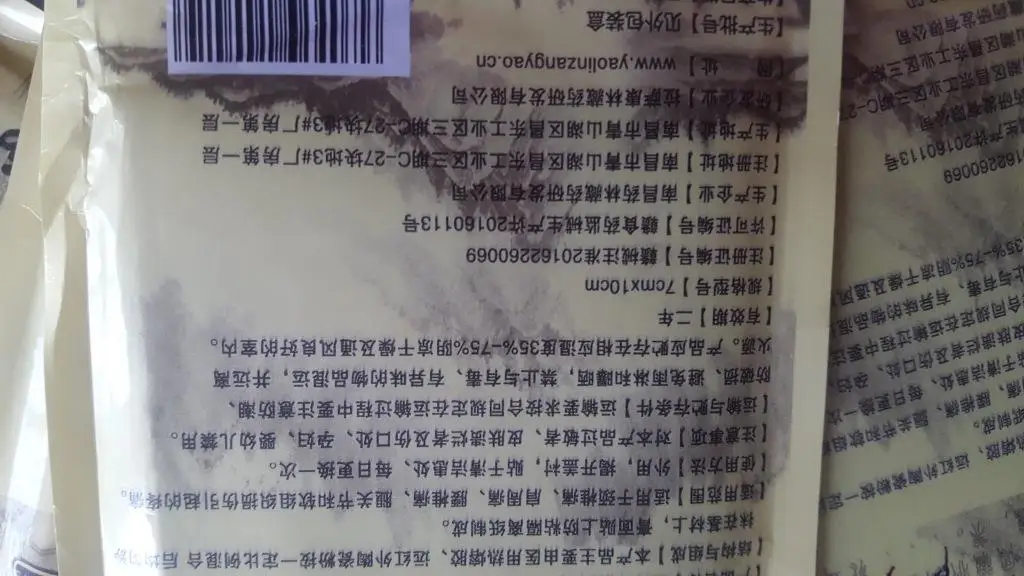 【结构与组成】本产品主要由医用热熔胶、远红外陶瓷粉按一定比例混合后均匀涂
抹在基材上，膏面贴上防粘隔离纸制成。
【适用范围】适用于颈椎痛、肩周痛、腰椎痛、腿关节和软组织损伤引起的疼痛。
【使用方法】外用，揭开盖衬，贴于清洁患处、每日更换一次。
【注意事项】对本产品过敏者、皮肤溃烂者及伤口处、孕妇、婴幼儿禁用。
【运输与贮存条件】运输要求按合同规定在运输过程中要注意防潮、
防破损、避免雨淋和曝晒，禁止与有毒、有异味的物品混运，并远离
火源。产品应贮存在相应湿度35%-75%阴凉干燥及通风良好的室内。
【有效期】二年
【规格型号】7cmx10cm
【注册证编号】赣械注准20162260069
【许可证编号】赣食药监械生产许20160113号
【生产企业】南昌药林藏药研发有限公司
【注册地址】南昌市青山湖区昌东工业区三期C-27块地3#厂房第一层
【生产地址】南昌市青山湖区昌东工业区三期C-27块地3#厂房第一层
【研发企业】拉萨康林藏药研发有限公司
【网 址】www.yaolinzangyao.cn
【生产批号】见外包装盒